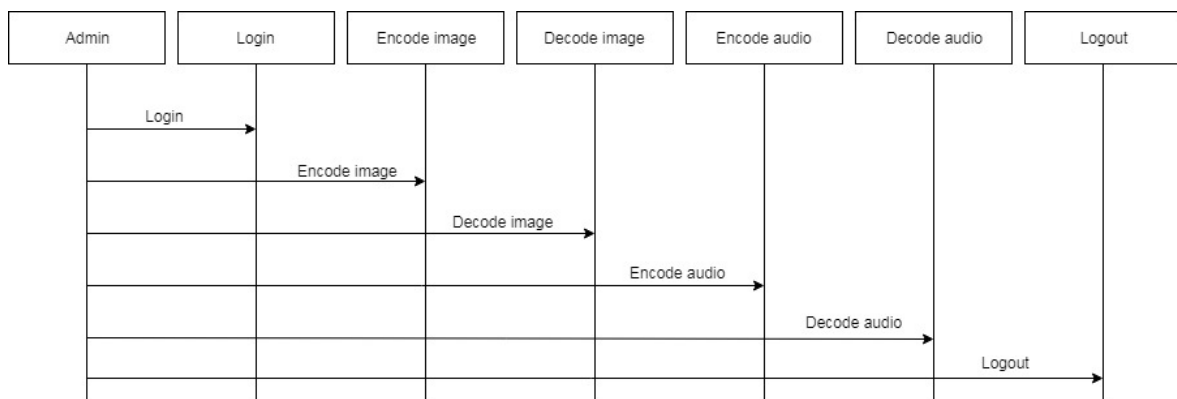 Admin
Login
Encode image
Decode image
Encode audio
Decode audio
Logout
Login
Encode image
Decode image
Encode audio
Decode audio
Logout